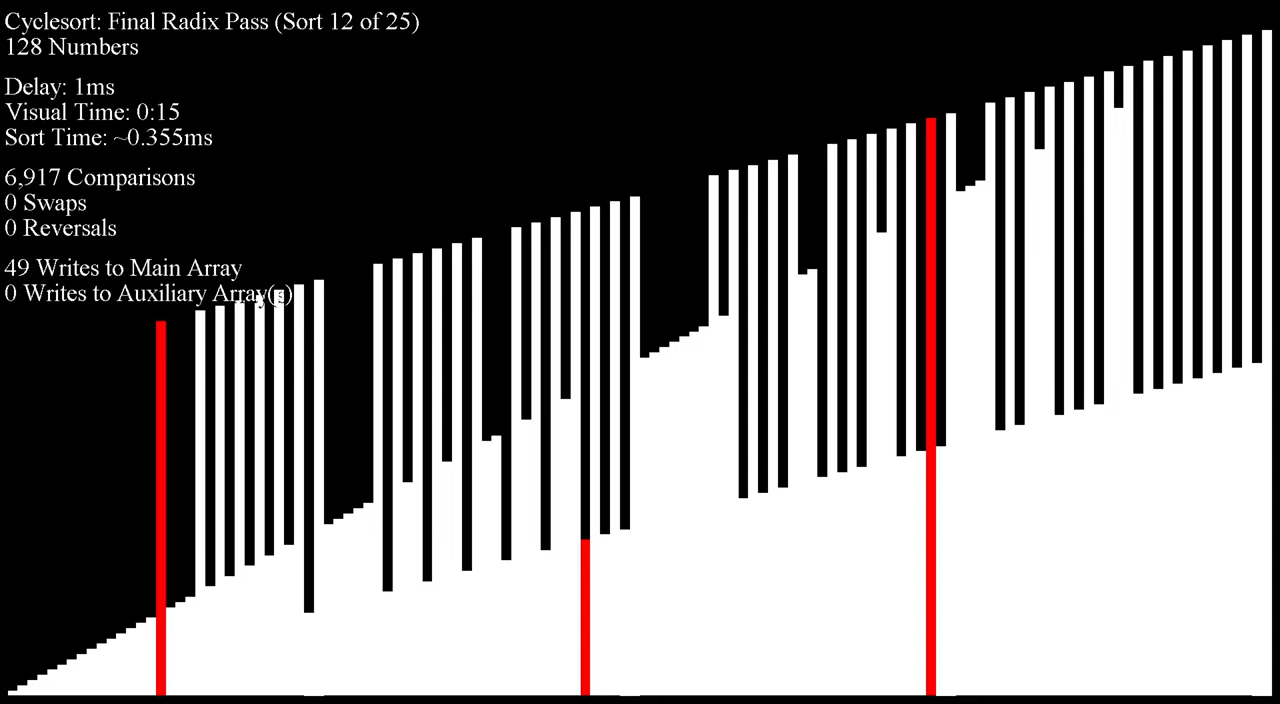 Cyclesort: Final Radix Pass (Sort 12 of 25)
128 Numbers
Delay: 1ms
Visual Time: 0:15
Sort Time: ~0.355ms
6,917 Comparisons
0 Swaps
0 Reversals
49 Writes to Main Array
0 Writes to Auxiliary Array(s)